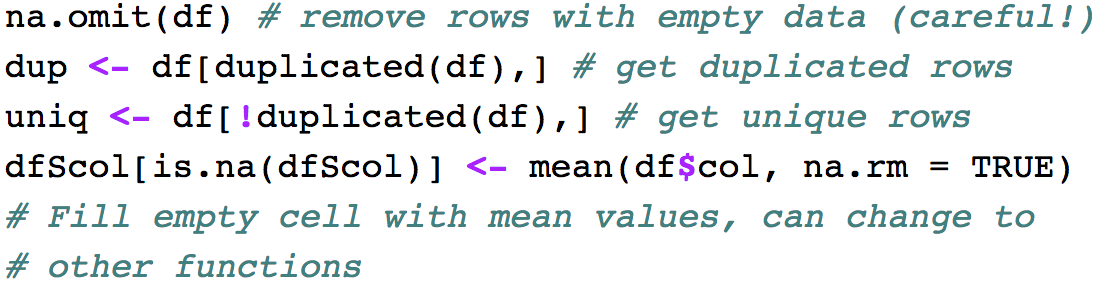 na.omit(df) # remove rows with empty data (careful!)
dup <- df[duplicated(df),] # get duplicated rows
uniq <- df[!duplicated(df),] # get unique rows
dfScol[is.na(dfScol)] <- mean(df$col, na.rm = TRUE)
# Fill empty cell with mean values, can change to
# other functions